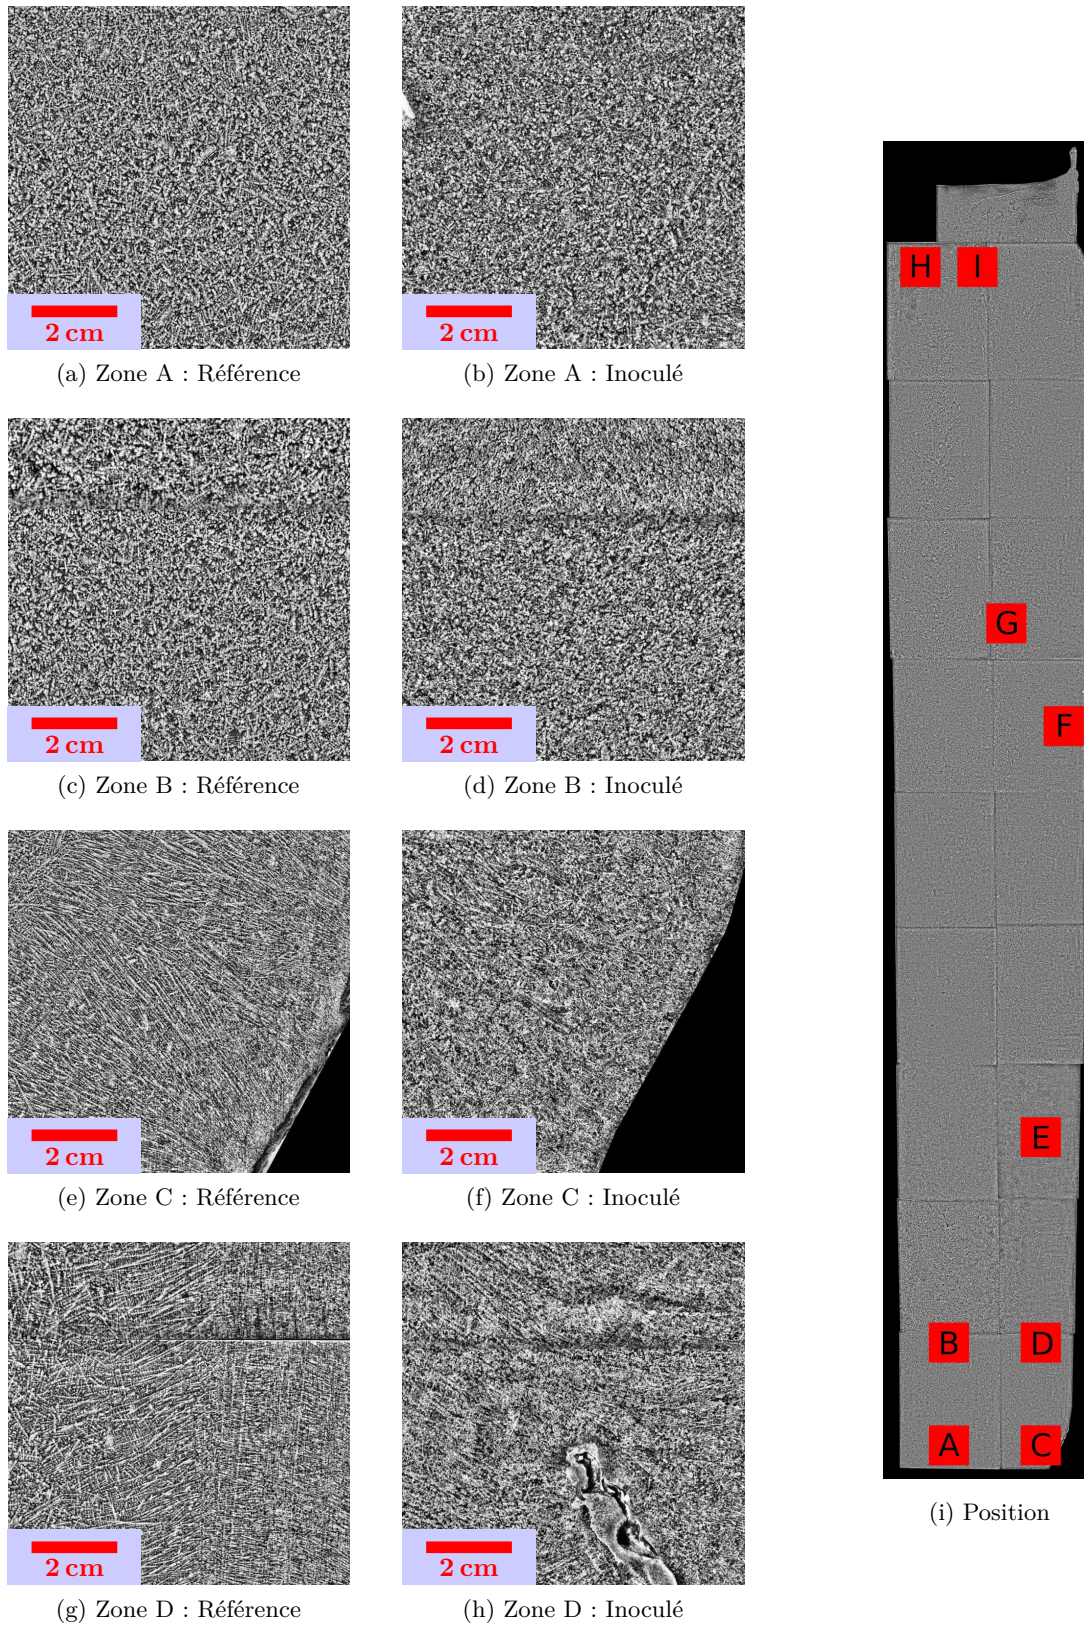 2 cm
2 cm
(a) Zone A : Référence
(b) Zone A : Inoculé
2 cm
2 cm
(c) Zone B : Référence
(d) Zone B : Inoculé
2 cm
2 cm
(e) Zone C : Référence
(f) Zone C : Inoculé
2 cm
2 cm
(g) Zone D : Référence
(h) Zone D : Inoculé
H I
G
F
E
B D
A C
(i) Position